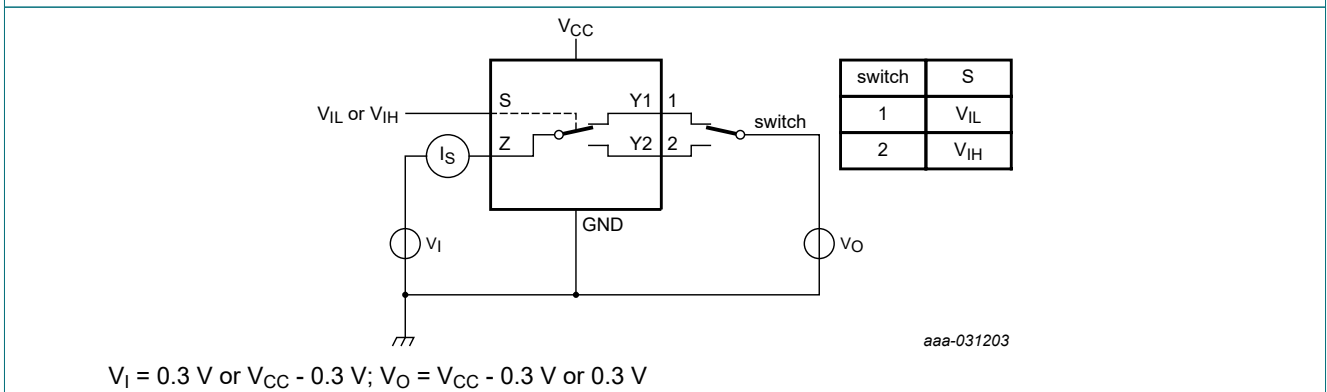 VCC
switch S
VIL or VIH S Y1 1 switch 1 VIL
IS Z Y2 2 2 VIH
GND
VI VO
aaa-031203
VI = 0.3 V or VCC - 0.3 V; VO = VCC - 0.3 V or 0.3 V